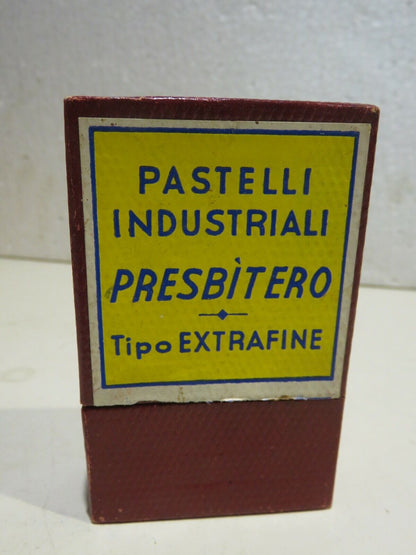 PASTELLI
INDUSTRIALI
PRESBÌTERO
Tipo EXTRAFINE